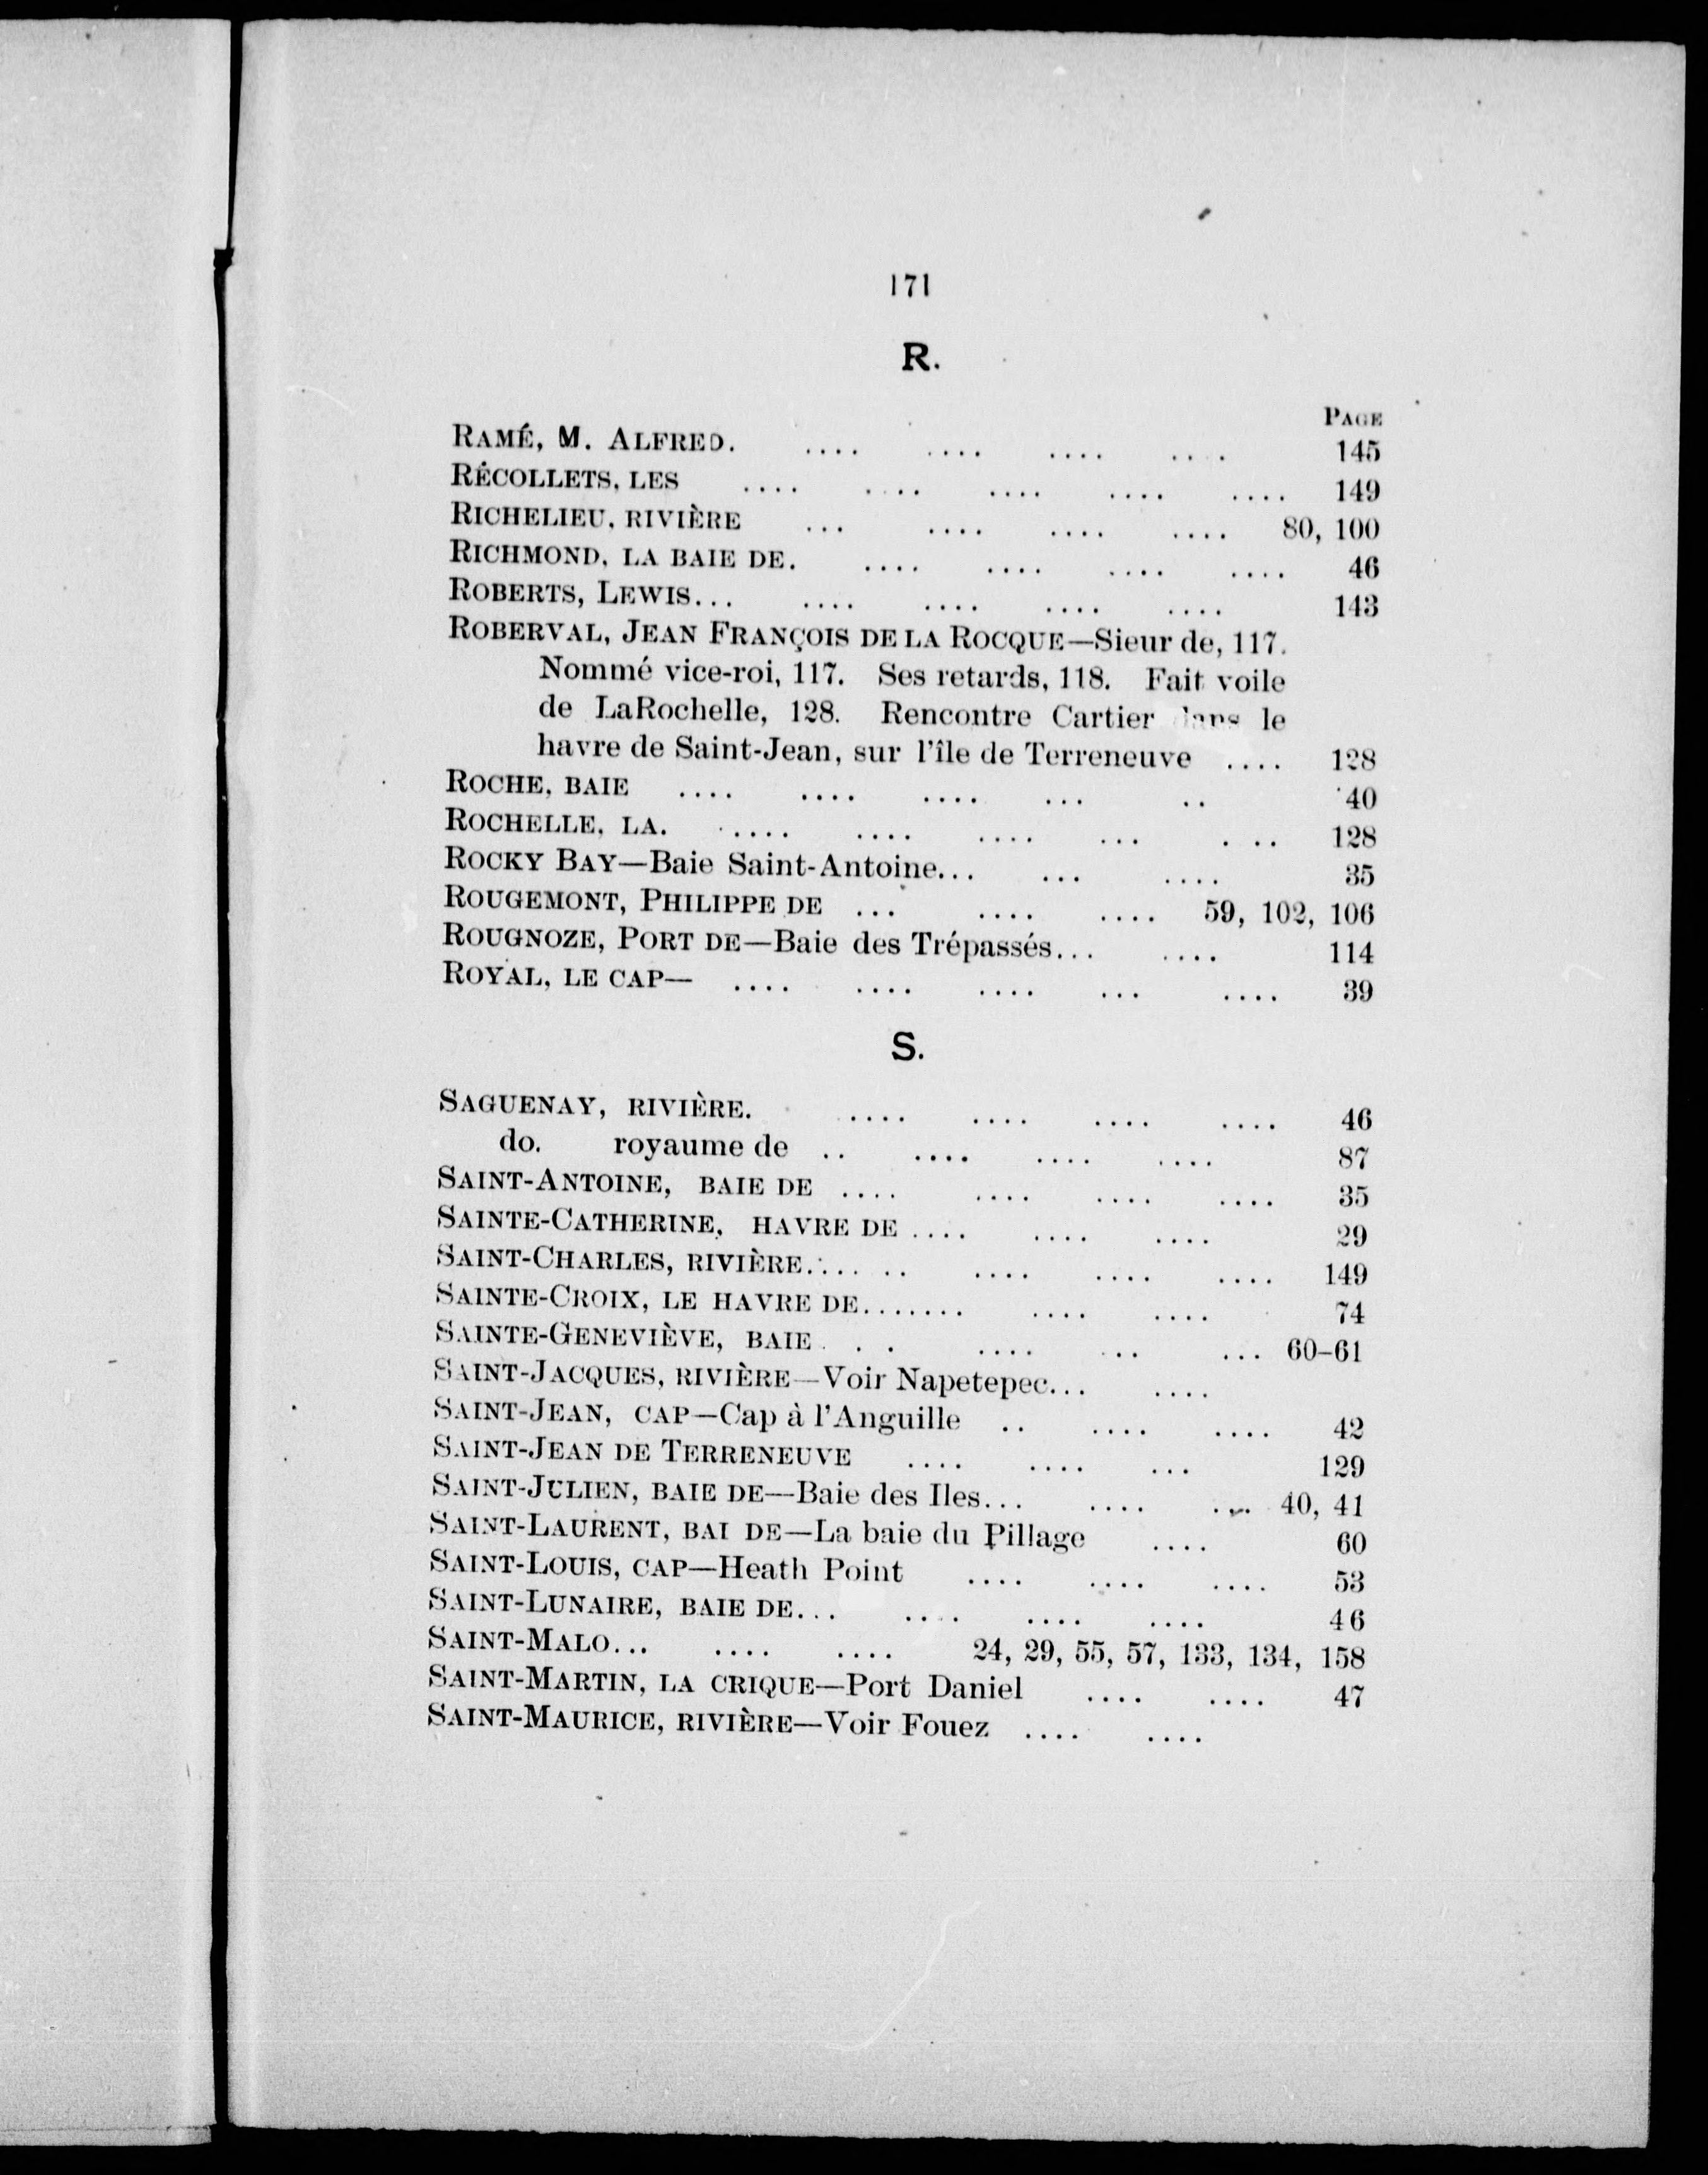 171
R.
PAGE
RAMÉ, M. ALFRED. .... .... .... .... 145
RÉCOLLETS, LES .... .... .... .... .... 149
RICHELIEU, RIVIÈRE ... .... .... .... 80, 100
RICHMOND, LA BAIE DE. .... .... .... .... 46
ROBERTS, LEWIS... .... .... .... .... 143
ROBERVAL, JEAN FRANÇOIS DE LA ROCQUE—Sieur de, 117.
Nommé vice-roi, 117. Ses retards, 118. Fait voile
de LaRochelle, 128. Rencontre Cartier dans le
havre de Saint-Jean, sur l'île de Terreneuve .... 128
ROCHE, BAIE .... .... .... ... .. 40
ROCHELLE, LA. .... .... .... ... . .. 128
ROCKY BAY—Baie Saint-Antoine... ... .... 35
ROUGEMONT, PHILIPPE DE ... .... .... 59, 102, 106
ROUGNOZE, PORT DE—Baie des Trépassés... .... 114
ROYAL, LE CAP— .... .... .... ... .... 39
S.
SAGUENAY, RIVIÈRE. .... .... .... .... 46
do. royaume de .. .... .... .... 87
SAINT-ANTOINE, BAIE DE .... .... .... .... 35
SAINTE-CATHERINE, HAVRE DE .... .... .... 29
SAINT-CHARLES, RIVIÈRE..... .. .... .... .... 149
SAINTE-CROIX, LE HAVRE DE....... .... .... 74
SAINTE-GENEVIÈVE, BAIE . . . .... .. ... 60-61
SAINT-JACQUES, RIVIÈRE—Voir Napetepec... ....
SAINT-JEAN, CAP—Cap à l'Anguille .. .... .... 42
SAINT-JEAN DE TERRENEUVE .... .... ... 129
SAINT-JULIEN, BAIE DE—Baie des Iles... .... ... 40, 41
SAINT-LAURENT, BAI DE—La baie du Pillage .... 60
SAINT-LOUIS, CAP—Heath Point .... .... .... 53
SAINT-LUNAIRE, BAIE DE... .... .... .... 46
SAINT-MALO... .... .... 24, 29, 55, 57, 133, 134, 158
SAINT-MARTIN, LA CRIQUE—Port Daniel .... .... 47
SAINT-MAURICE, RIVIÈRE—Voir Fouez .... ....